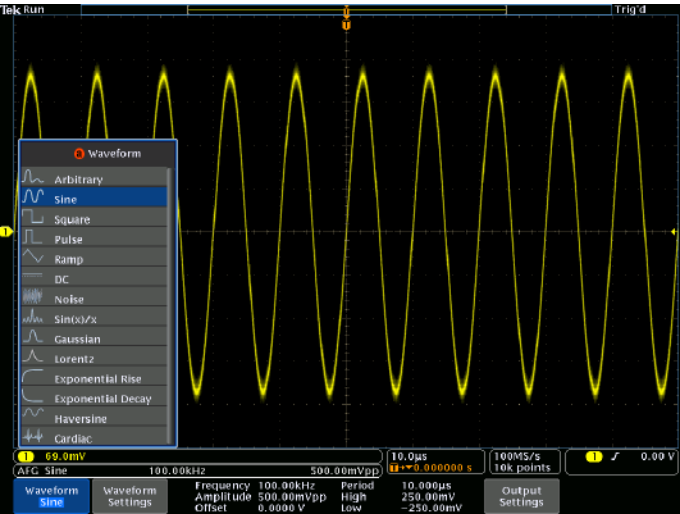 Tek Run Trig'd
T
T
a Waveform
Arbitrary
Sine
Square
Pulse
Ramp
DC
Noise
Sin(x)/x
Gaussian
Lorentz
Exponential Rise
Exponential Decay
Haversine
Cardiac
1
1 69.0mV 10.0μs 100MS/s 1 0.00 V
T 0.000000 s 10k points
AFG Sine 100.00kHz 500.00mVpp
Waveform Sine
Waveform Settings
Frequency 100.00kHz Period 10.000μs
Amplitude 500.00mVpp High 250.00mV
Offset 0.0000 V Low −250.00mV
Output Settings